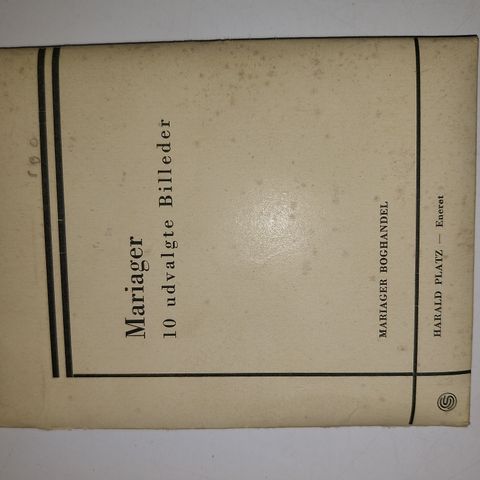 Mariager
10 udvalgte Billeder
MARIAGER BOGHANDEL
HARALD PLATZ — Eneret